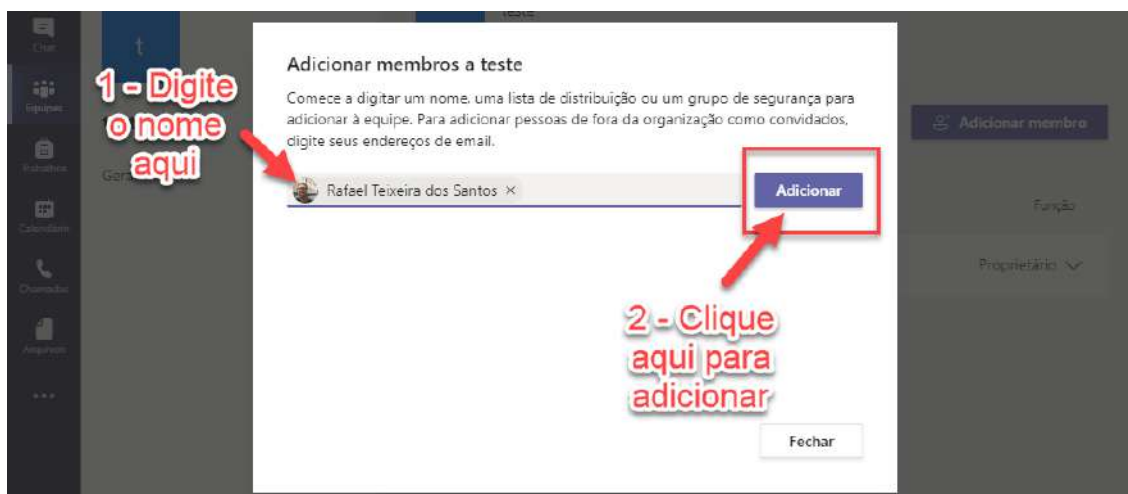 teste
Chat
t
Equipes
Calendário
Chamadas
Arquivos
1 - Digite
o nome
aqui
Adicionar membros a teste
Comece a digitar um nome, uma lista de distribuição ou um grupo de segurança para
adicionar à equipe. Para adicionar pessoas de fora da organização como convidados,
digite seus endereços de email.
Rafael Teixeira dos Santos ×
Adicionar
Adicionar membro
Função
Proprietário
2 - Clique
aqui para
adicionar
Fechar